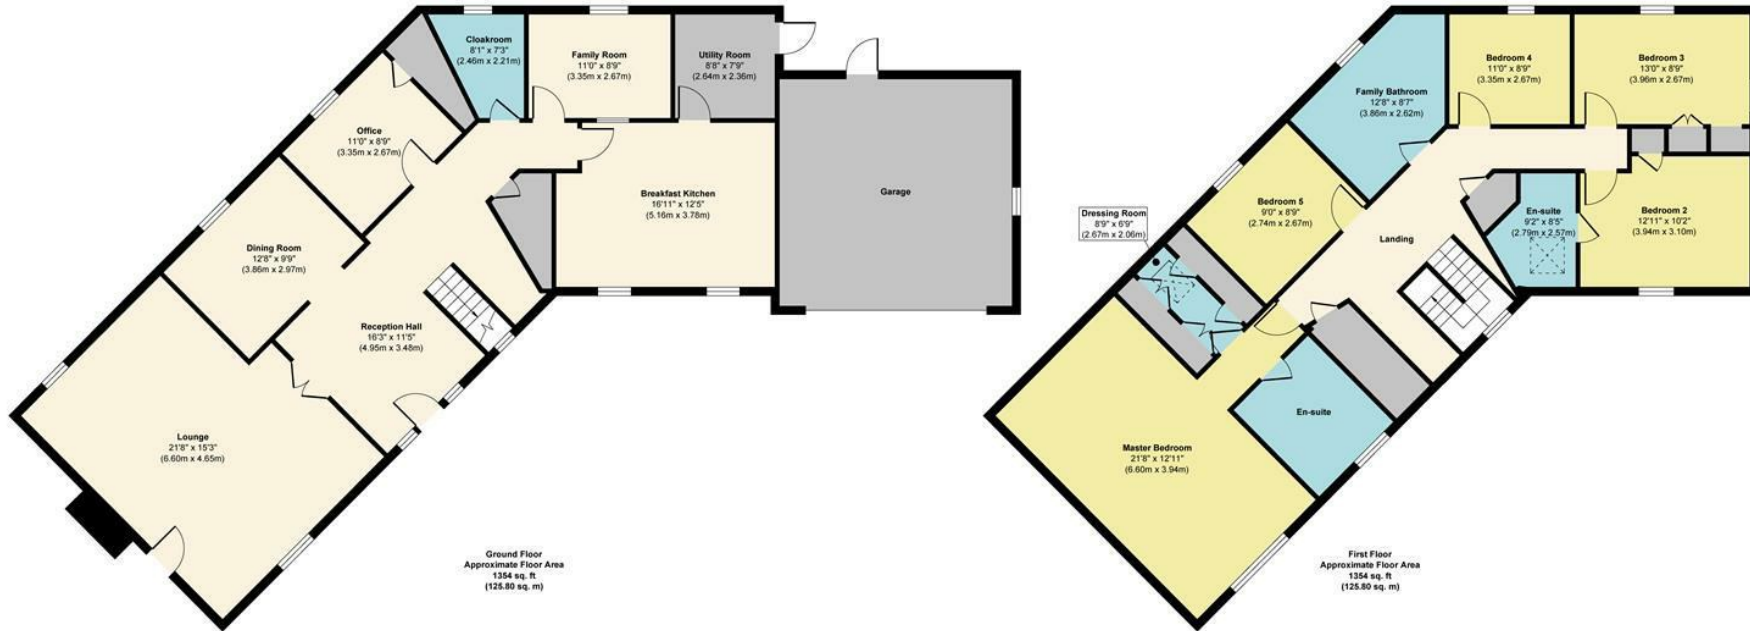 Cloakroom
8'1" x 7'3"
(2.46m x 2.21m)
Family Room
11'0" x 8'9"
(3.35m x 2.67m)
Utility Room
8'8" x 7'9"
(2.64m x 2.36m)
Office
11'0" x 8'9"
(3.35m x 2.67m)
Breakfast Kitchen
16'11" x 12'5"
(5.16m x 3.78m)
Garage
Dining Room
12'8" x 9'9"
(3.86m x 2.97m)
Reception Hall
16'3" x 11'5"
(4.95m x 3.48m)
Lounge
21'8" x 15'3"
(6.60m x 4.65m)
Ground Floor
Approximate Floor Area
1354 sq. ft
(125.80 sq. m)
Bedroom 4
11'0" x 8'9"
(3.35m x 2.67m)
Bedroom 3
13'0" x 8'9"
(3.96m x 2.67m)
Family Bathroom
12'8" x 8'7"
(3.86m x 2.62m)
Bedroom 5
9'0" x 8'9"
(2.74m x 2.67m)
En-suite
9'2" x 8'5"
(2.79m x 2.57m)
Bedroom 2
12'11" x 10'2"
(3.94m x 3.10m)
Dressing Room
8'9" x 6'9"
(2.67m x 2.06m)
Landing
En-suite
Master Bedroom
21'8" x 12'11"
(6.60m x 3.94m)
First Floor
Approximate Floor Area
1354 sq. ft
(125.80 sq. m)